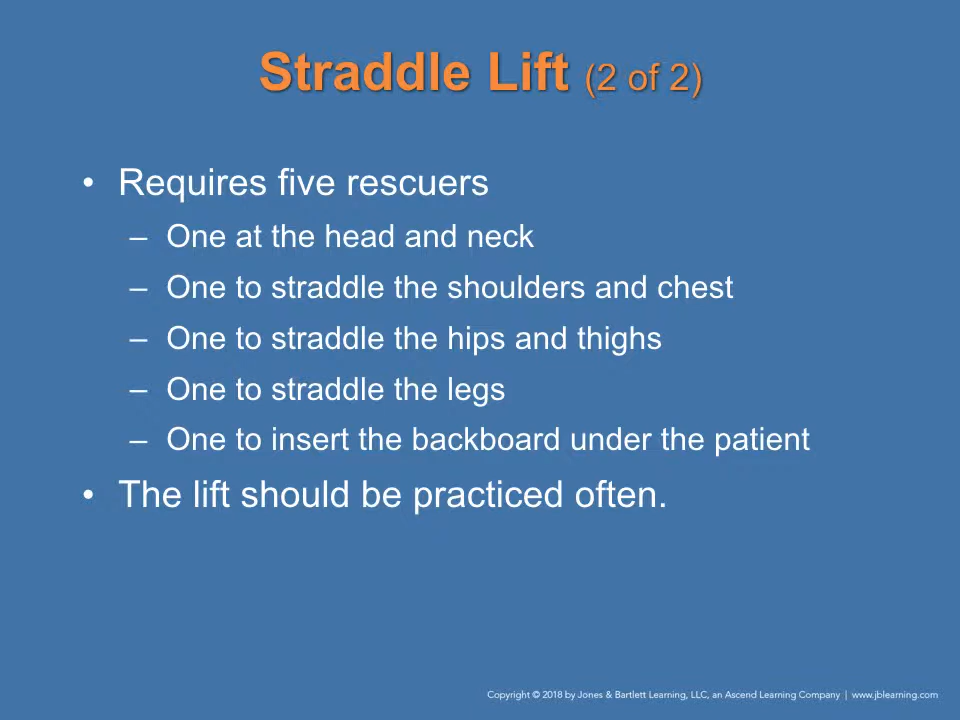 Straddle Lift (2 of 2)
• Requires five rescuers
– One at the head and neck
– One to straddle the shoulders and chest
– One to straddle the hips and thighs
– One to straddle the legs
– One to insert the backboard under the patient
• The lift should be practiced often.
Copyright © 2018 by Jones & Bartlett Learning, LLC, an Ascend Learning Company | www.jblearning.com